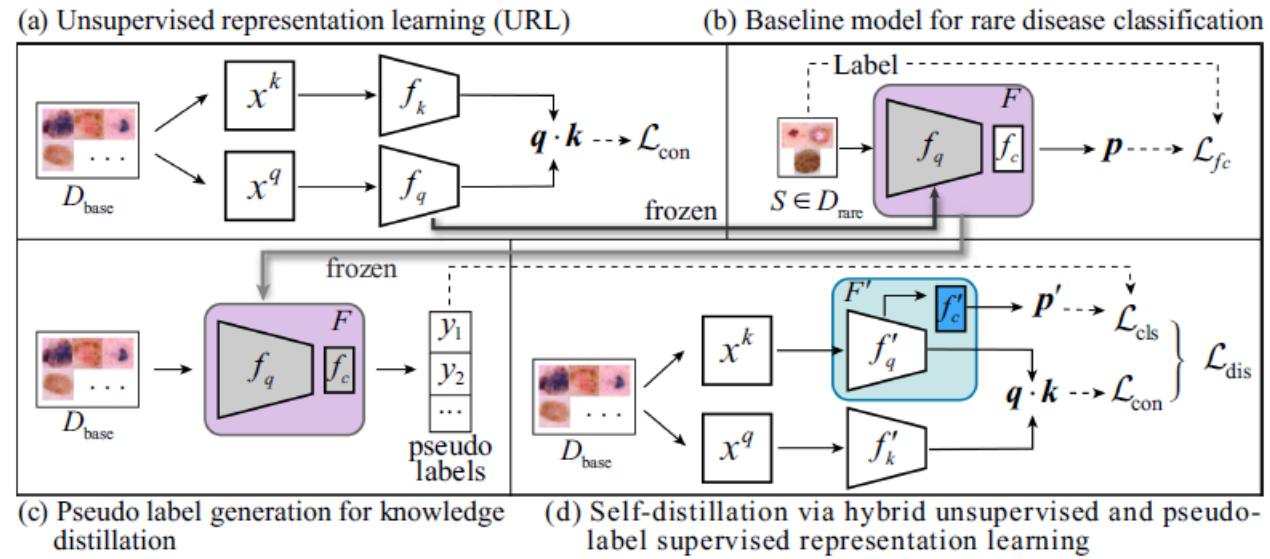 (a) Unsupervised representation learning (URL)
x^k
f_k
D_base
. . .
q · k
L_con
x^q
f_q
frozen
(b) Baseline model for rare disease classification
Label
F
f_q
f_c
p
L_fc
S ∈ D_rare
frozen
F
f_q
f_c
. . .
D_base
y_1
y_2
...
pseudo
labels
F′
f′_c
p′
L_cls
x^k
f′_q
L_dis
. . .
D_base
q · k
L_con
x^q
f′_k
(c) Pseudo label generation for knowledge
distillation
(d) Self-distillation via hybrid unsupervised and pseudo-
label supervised representation learning